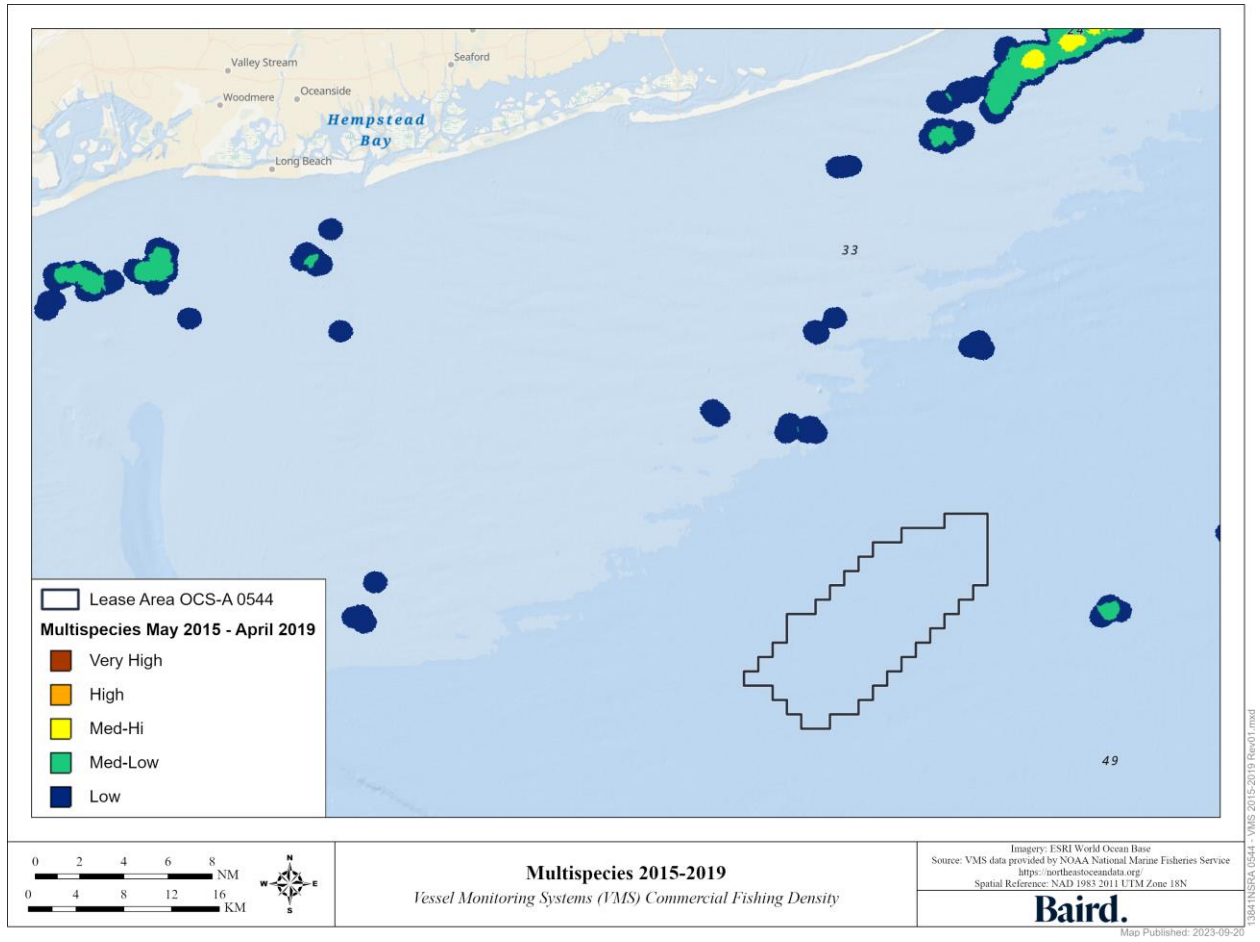 24
Valley Stream
Seaford
Woodmere
Oceanside
Hempstead
Bay
Long Beach
33
Lease Area OCS-A 0544
Multispecies May 2015 - April 2019
Very High
High
Med-Hi
Med-Low
Low
49
0 2 4 6 8
NM
0 4 8 12 16
KM
N
W E
S
Multispecies 2015-2019
Vessel Monitoring Systems (VMS) Commercial Fishing Density
Imagery: ESRI World Ocean Base
Source: VMS data provided by NOAA National Marine Fisheries Service
https://northeastoceandata.org/
Spatial Reference: NAD 1983 2011 UTM Zone 18N
Baird.
Map Published: 2023-09-20
13841NSRA 0544 - VMS 2015-2019 Rev01.mxd